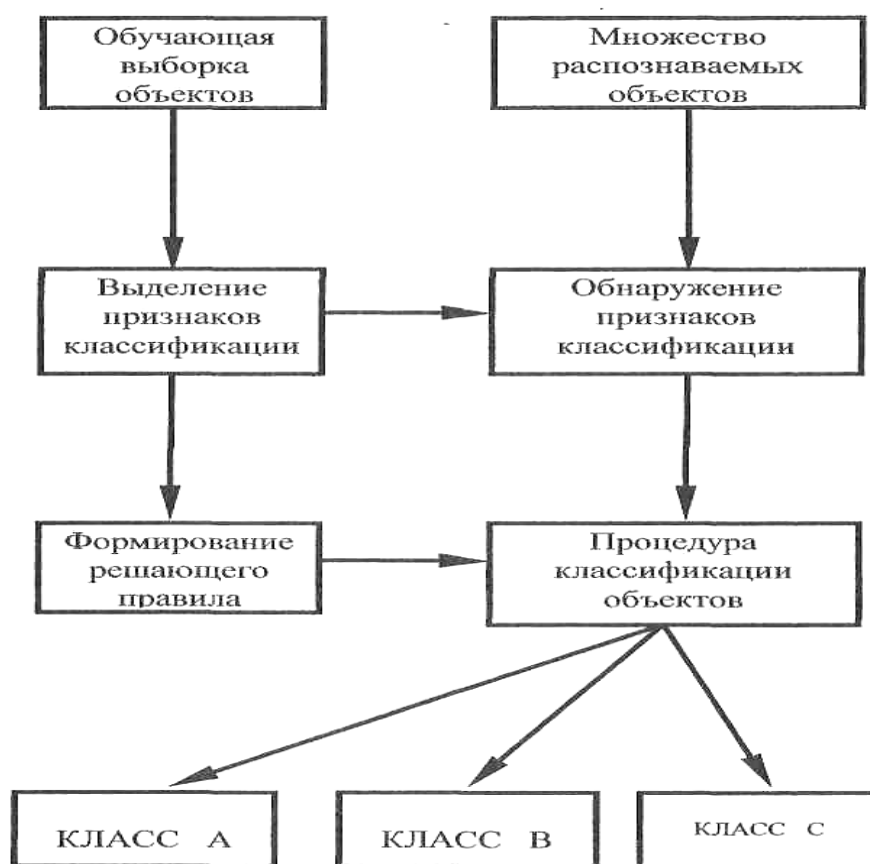 Обучающая
выборка
объектов
Множество
распознаваемых
объектов
Выделение
признаков
классификации
Обнаружение
признаков
классификации
Формирование
решающего
правила
Процедура
классификации
объектов
КЛАСС А
КЛАСС В
КЛАСС С